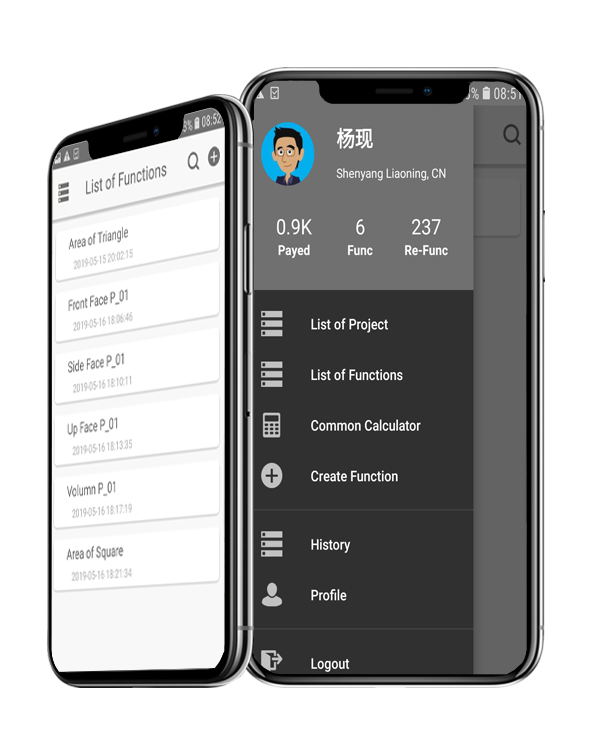 3% 08:52
List of Functions
Area of Triangle
2019-05-15 20:02:15
Front Face P_01
2019-05-16 18:06:46
Side Face P_01
2019-05-16 18:10:11
Up Face P_01
2019-05-16 18:13:35
Volumn P_01
2019-05-16 18:17:19
Area of Square
2019-05-16 18:21:34
% 08:51
杨现
Shenyang Liaoning, CN
0.9K 6 237
Payed Func Re-Func
List of Project
List of Functions
Common Calculator
Create Function
History
Profile
Logout